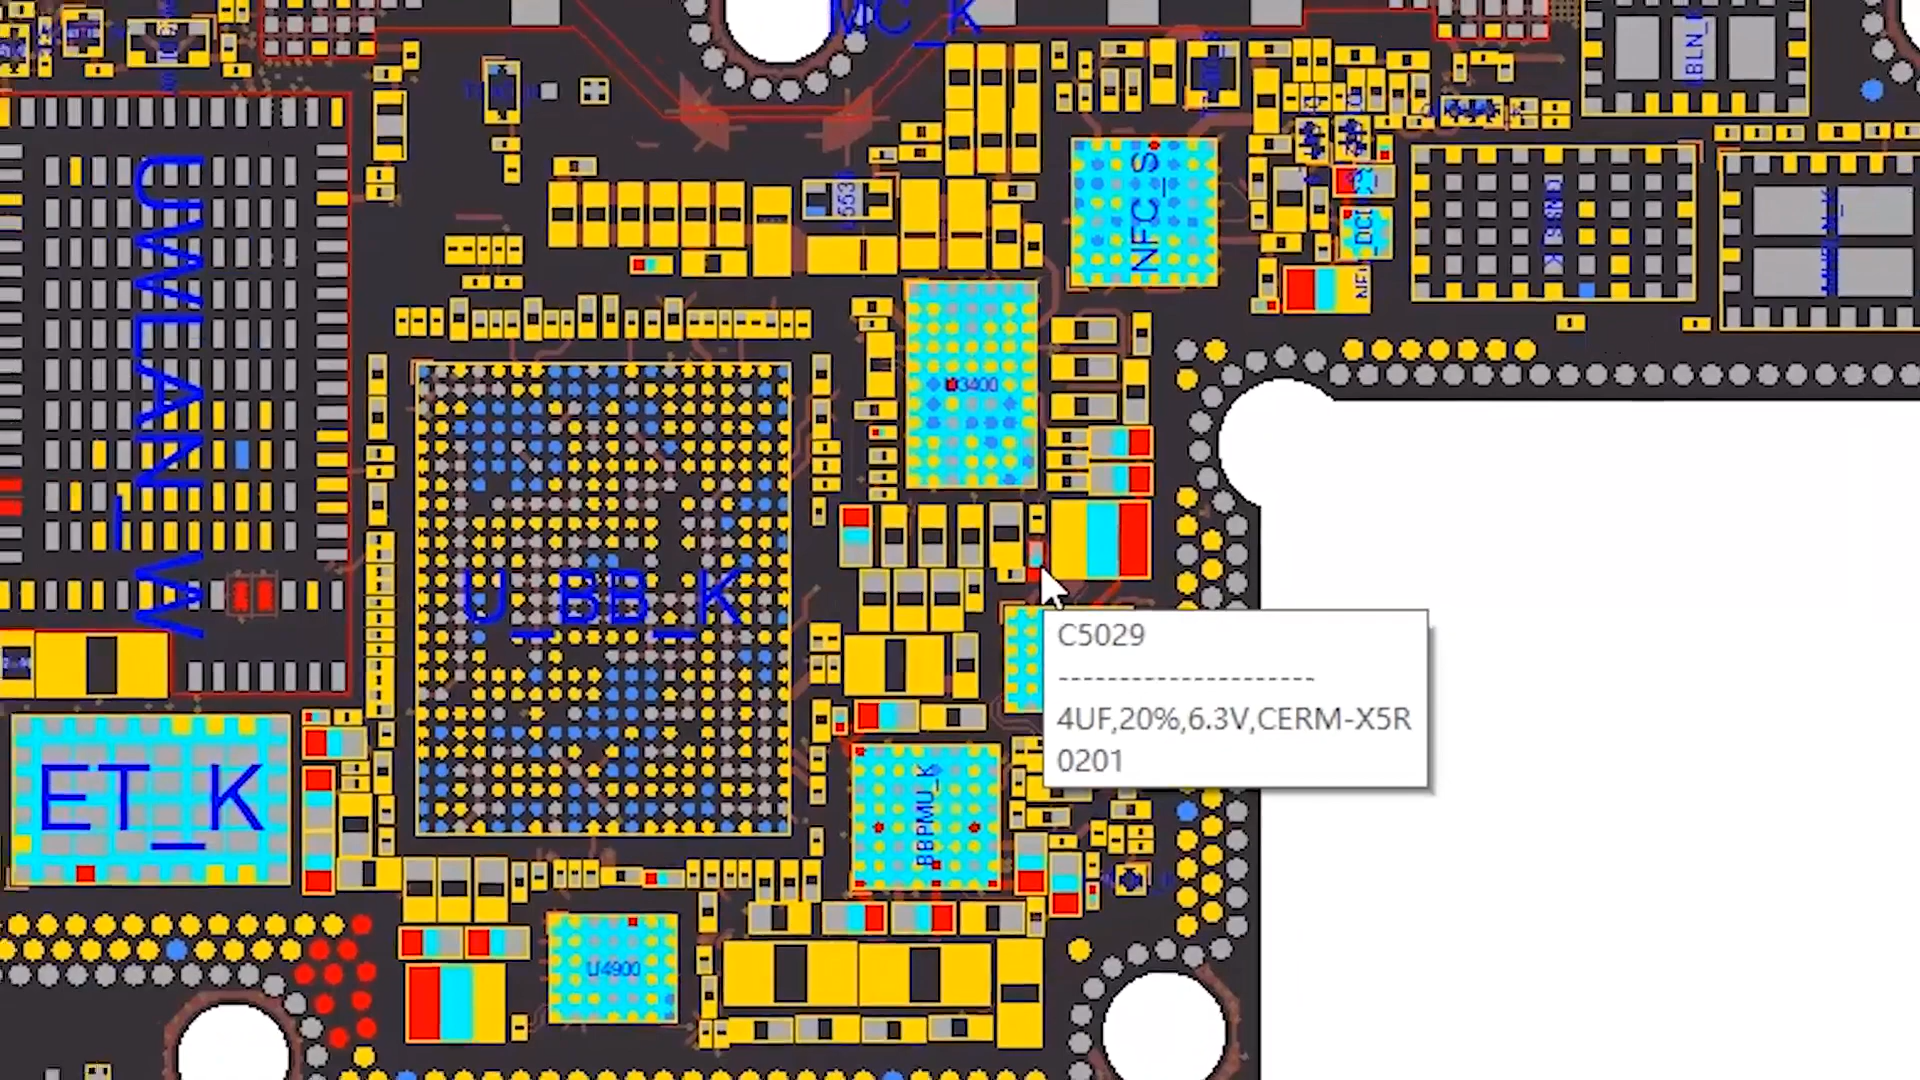 MC_K
UWLAN_W
NFC_S
U3400
U_BB_K
C5029
---------------------
4UF,20%,6.3V,CERM-X5R
0201
ET_K
BBPMU_K
U4900